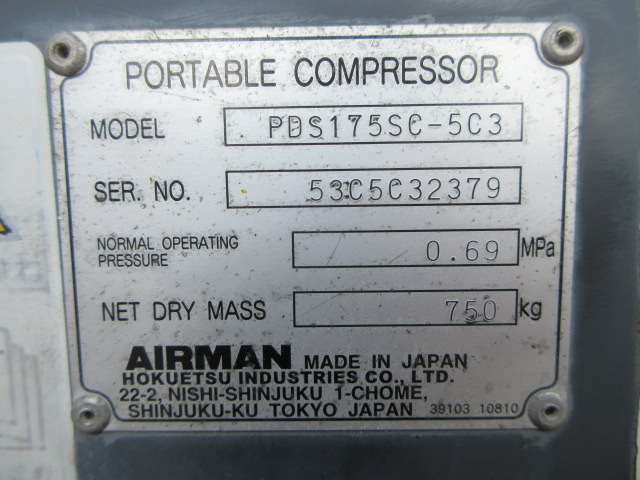 PORTABLE COMPRESSOR
MODEL PDS175SC-5C3
SER. NO. 53C5C32379
NORMAL OPERATING PRESSURE 0.69 MPa
NET DRY MASS 750 kg
AIRMAN MADE IN JAPAN
HOKUETSU INDUSTRIES CO., LTD.
22-2, NISHI-SHINJUKU 1-CHOME,
SHINJUKU-KU TOKYO JAPAN 39103 10810